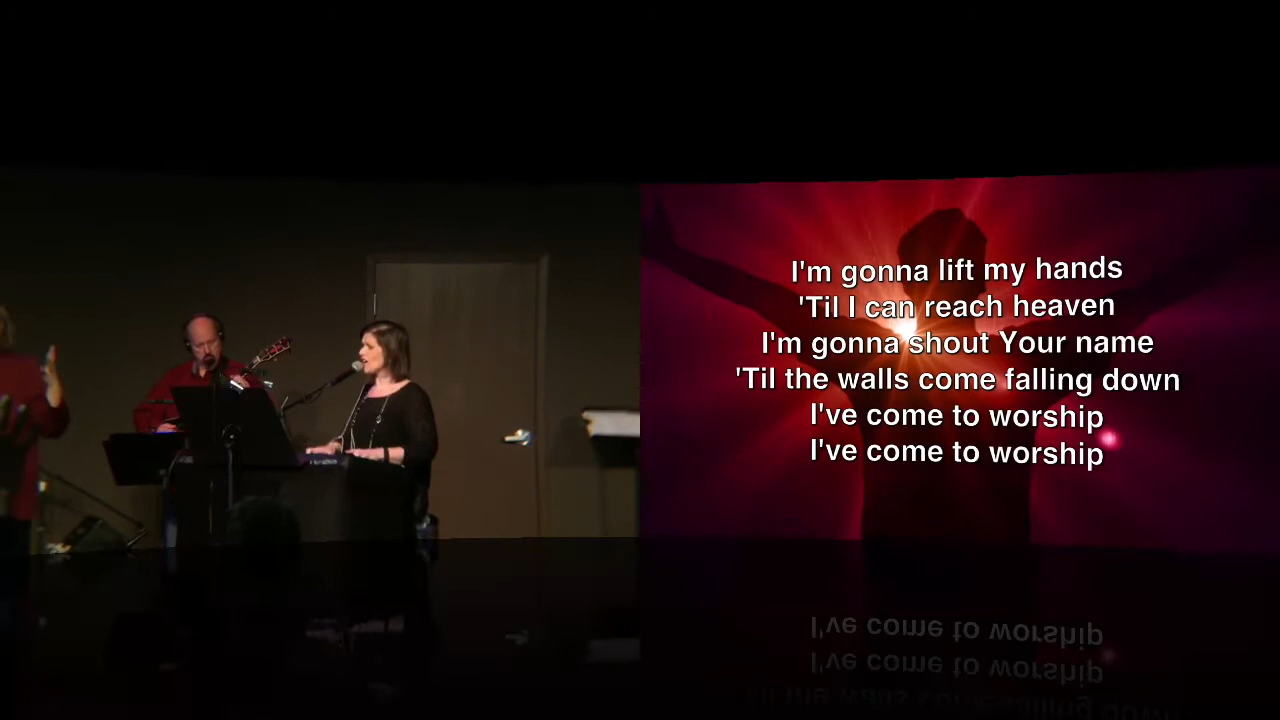 I'm gonna lift my hands
'Til I can reach heaven
I'm gonna shout Your name
'Til the walls come falling down
I've come to worship
I've come to worship